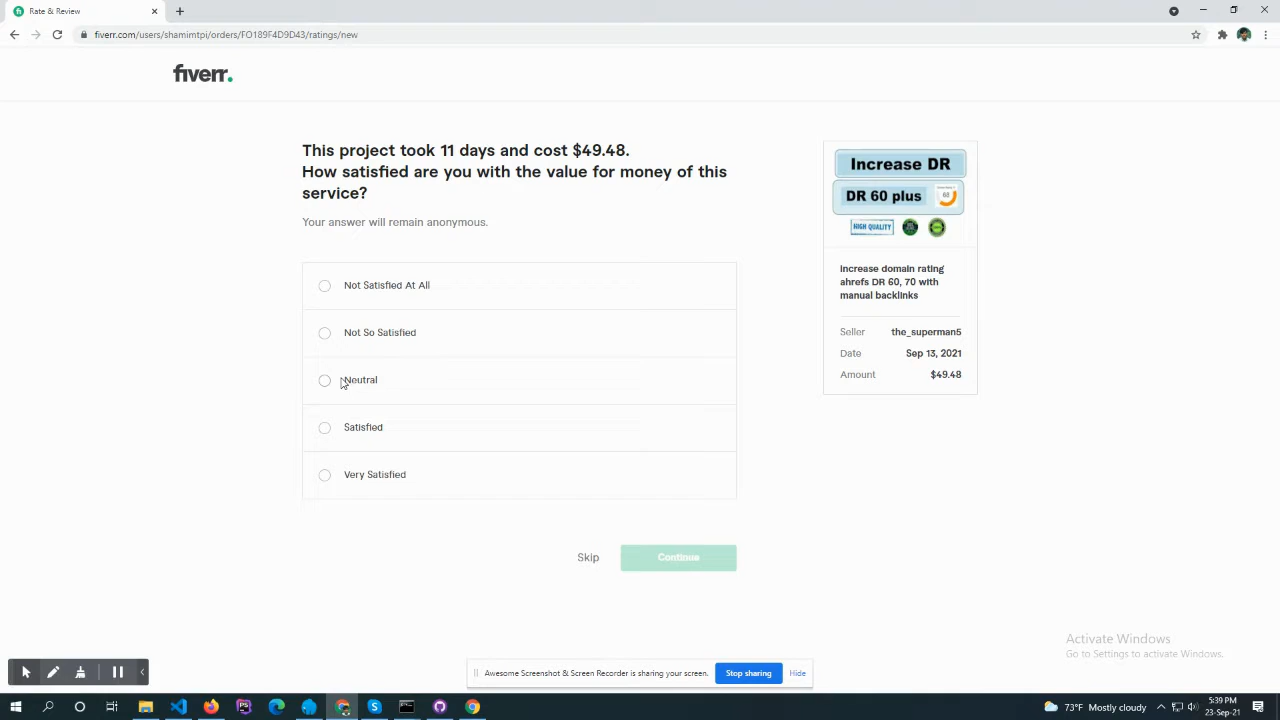 Rate & Review
fiverr.com/users/shamimtpi/orders/FO189F4D9D43/ratings/new
fiverr.
This project took 11 days and cost $49.48.
How satisfied are you with the value for money of this
service?
Your answer will remain anonymous.
Not Satisfied At All
Not So Satisfied
Neutral
Satisfied
Very Satisfied
Skip
Continue
Increase DR
DR 60 plus
68
HIGH QUALITY
Increase domain rating
ahrefs DR 60, 70 with
manual backlinks
Seller the_superman5
Date Sep 13, 2021
Amount $49.48
Activate Windows
Go to Settings to activate Windows.
Awesome Screenshot & Screen Recorder is sharing your screen.
Stop sharing
Hide
73°F Mostly cloudy
5:39 PM
23-Sep-21